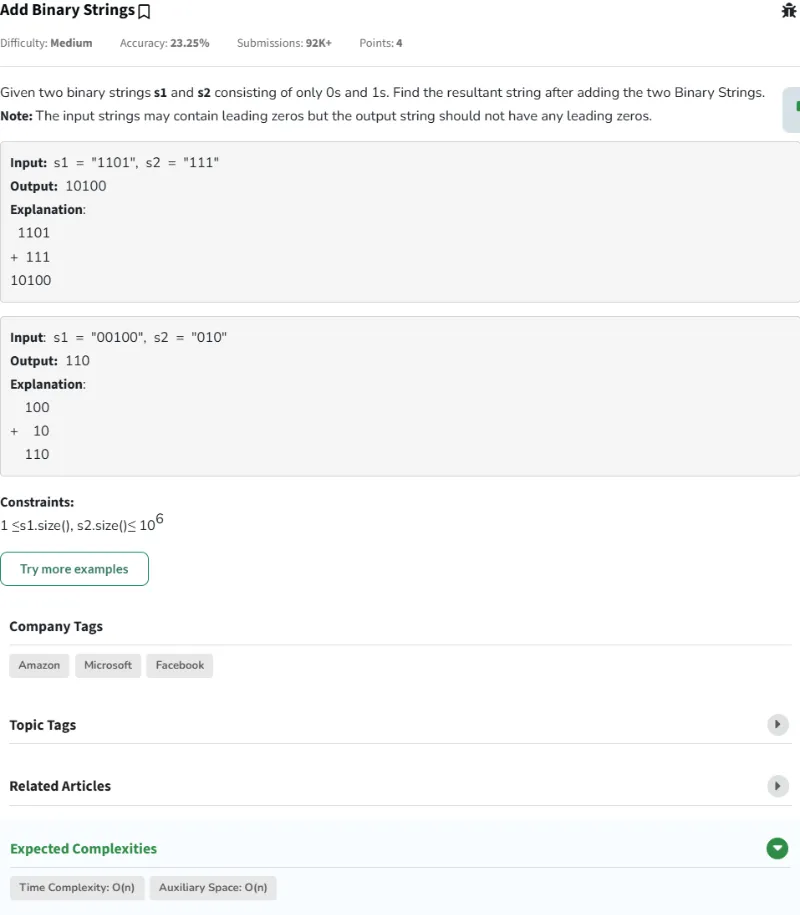 Add Binary Strings
Difficulty: Medium Accuracy: 23.25% Submissions: 92K+ Points: 4
Given two binary strings s1 and s2 consisting of only 0s and 1s. Find the resultant string after adding the two Binary Strings.
Note: The input strings may contain leading zeros but the output string should not have any leading zeros.
Input: s1 = "1101", s2 = "111"
Output: 10100
Explanation:
1101
+ 111
10100
Input: s1 = "00100", s2 = "010"
Output: 110
Explanation:
100
+ 10
110
Constraints:
1 ≤s1.size(), s2.size()≤ 10⁶
Try more examples
Company Tags
Amazon Microsoft Facebook
Topic Tags
Related Articles
Expected Complexities
Time Complexity: O(n) Auxiliary Space: O(n)